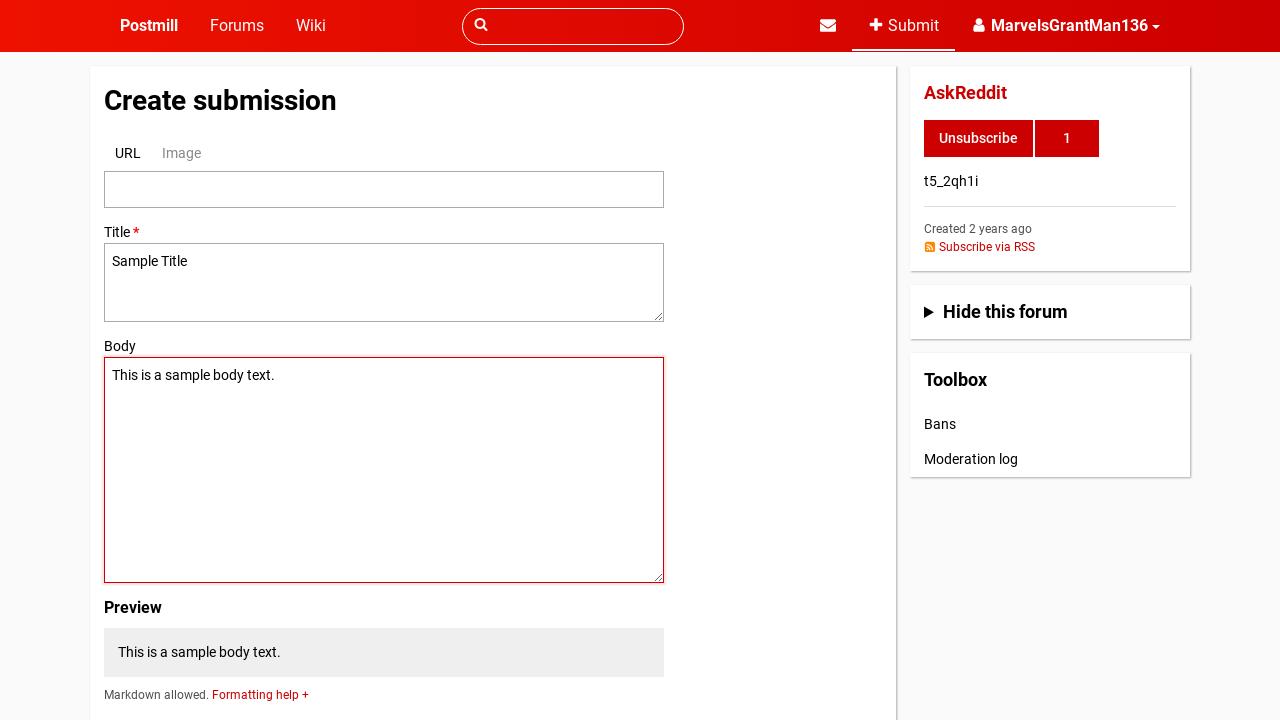 Postmill
Forums
Wiki
Submit
MarvelsGrantMan136
Create submission
URL
Image
Title *
Sample Title
Body
This is a sample body text.
Preview
This is a sample body text.
Markdown allowed. Formatting help +
AskReddit
Unsubscribe
1
t5_2qh1i
Created 2 years ago
Subscribe via RSS
Hide this forum
Toolbox
Bans
Moderation log